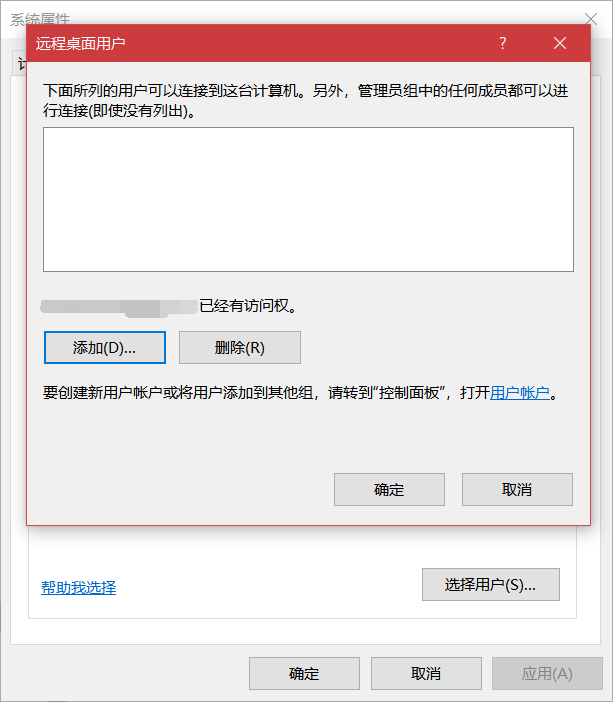 系统属性
远程桌面用户
?
下面所列的用户可以连接到这台计算机。另外，管理员组中的任何成员都可以进
行连接(即使没有列出)。
已经有访问权。
添加(D)... 删除(R)
要创建新用户帐户或将用户添加到其他组，请转到"控制面板"，打开用户帐户。
确定 取消
帮助我选择 选择用户(S)...
确定 取消 应用(A)